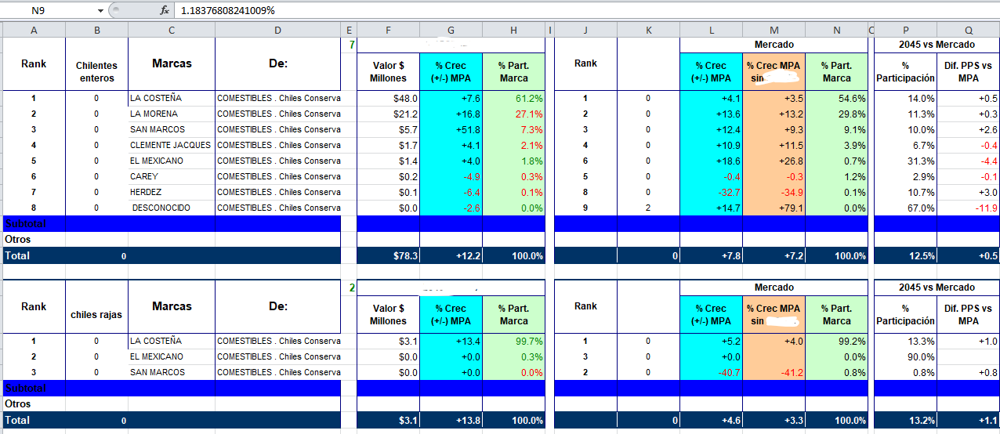 N9 fx 1.18376808241009%
A B C D E F G H I J K L M N O P Q
7 Mercado 2045 vs Mercado
Rank Chilentes enteros Marcas De: Valor $ Millones % Crec (+/-) MPA % Part. Marca Rank % Crec (+/-) MPA % Crec MPA sin % Part. Marca % Participación Dif. PPS vs MPA
1 0 LA COSTEÑA COMESTIBLES . Chiles Conserva $48.0 +7.6 61.2% 1 0 +4.1 +3.5 54.6% 14.0% +0.5
2 0 LA MORENA COMESTIBLES . Chiles Conserva $21.2 +16.8 27.1% 2 0 +13.6 +13.2 29.8% 11.3% +0.3
3 0 SAN MARCOS COMESTIBLES . Chiles Conserva $5.7 +51.8 7.3% 3 0 +12.4 +9.3 9.1% 10.0% +2.6
4 0 CLEMENTE JACQUES COMESTIBLES . Chiles Conserva $1.7 +4.1 2.1% 4 0 +10.9 +11.5 3.9% 6.7% -0.4
5 0 EL MEXICANO COMESTIBLES . Chiles Conserva $1.4 +4.0 1.8% 6 0 +18.6 +26.8 0.7% 31.3% -4.4
6 0 CAREY COMESTIBLES . Chiles Conserva $0.2 -4.9 0.3% 5 0 -0.4 -0.3 1.2% 2.9% -0.1
7 0 HERDEZ COMESTIBLES . Chiles Conserva $0.1 -6.4 0.1% 8 0 -32.7 -34.9 0.1% 10.7% +3.0
8 0 DESCONOCIDO COMESTIBLES . Chiles Conserva $0.0 -2.6 0.0% 9 2 +14.7 +79.1 0.0% 67.0% -11.9
Subtotal
Otros
Total 0 $78.3 +12.2 100.0% 0 +7.8 +7.2 100.0% 12.5% +0.5
2 Mercado 2045 vs Mercado
Rank chiles rajas Marcas De: Valor $ Millones % Crec (+/-) MPA % Part. Marca Rank % Crec (+/-) MPA % Crec MPA sin % Part. Marca % Participación Dif. PPS vs MPA
1 0 LA COSTEÑA COMESTIBLES . Chiles Conserva $3.1 +13.4 99.7% 1 0 +5.2 +4.0 99.2% 13.3% +1.0
2 0 EL MEXICANO COMESTIBLES . Chiles Conserva $0.0 +0.0 0.3% 3 0 +0.0 0.0% 90.0%
3 0 SAN MARCOS COMESTIBLES . Chiles Conserva $0.0 +0.0 0.0% 2 0 -40.7 -41.2 0.8% 0.8% +0.8
Subtotal
Otros
Total 0 $3.1 +13.8 100.0% 0 +4.6 +3.3 100.0% 13.2% +1.1